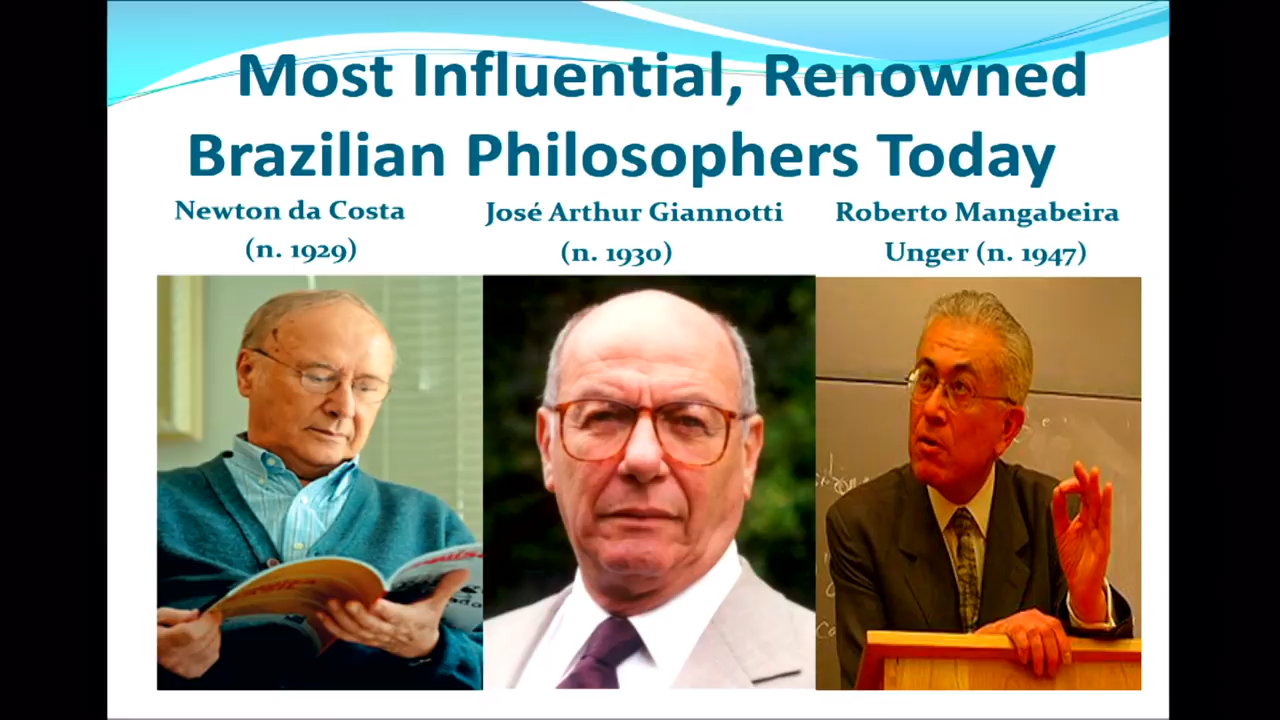 Most Influential, Renowned
Brazilian Philosophers Today
Newton da Costa
(n. 1929)
José Arthur Giannotti
(n. 1930)
Roberto Mangabeira
Unger (n. 1947)